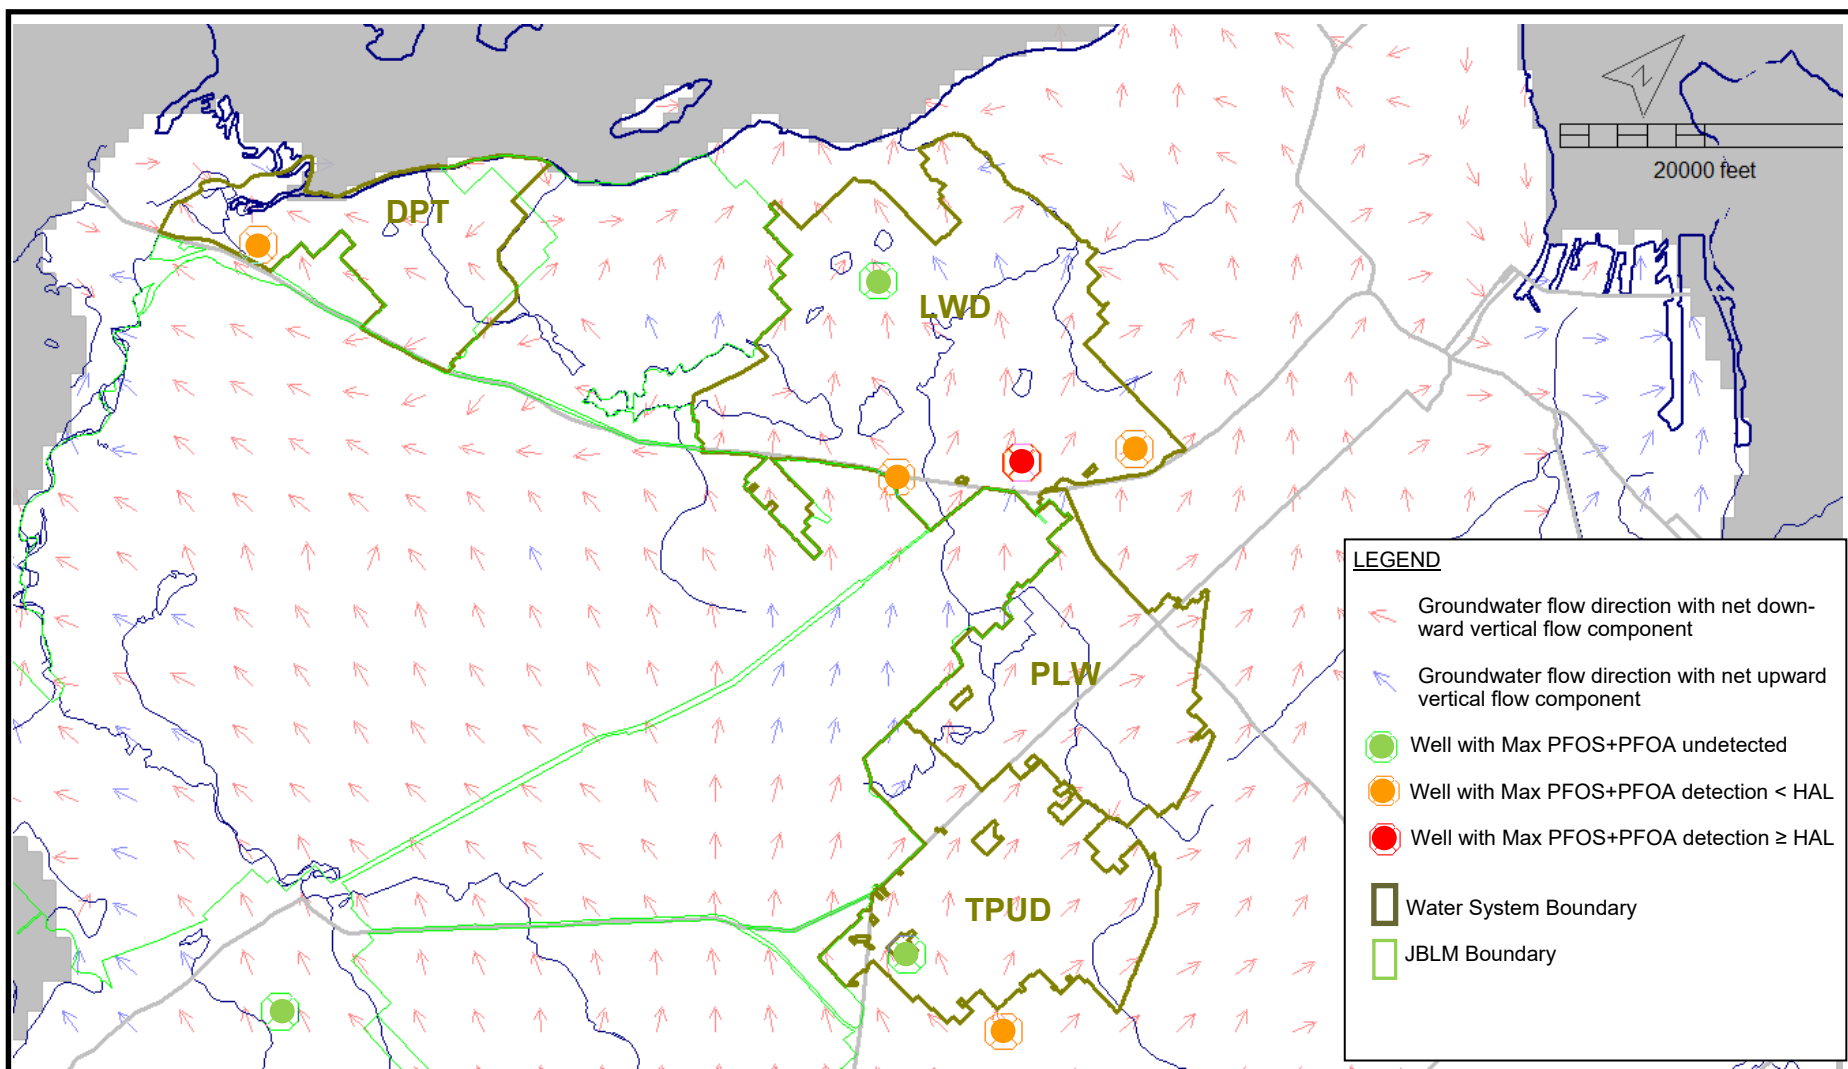 N
20000 feet
DPT
LWD
PLW
TPUD
LEGEND
Groundwater flow direction with net down-
ward vertical flow component
Groundwater flow direction with net upward
vertical flow component
Well with Max PFOS+PFOA undetected
Well with Max PFOS+PFOA detection < HAL
Well with Max PFOS+PFOA detection ≥ HAL
Water System Boundary
JBLM Boundary